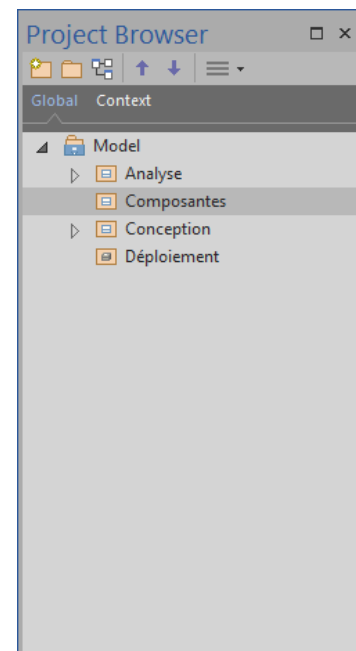 Project Browser
Global Context
Model
Analyse
Composantes
Conception
Déploiement